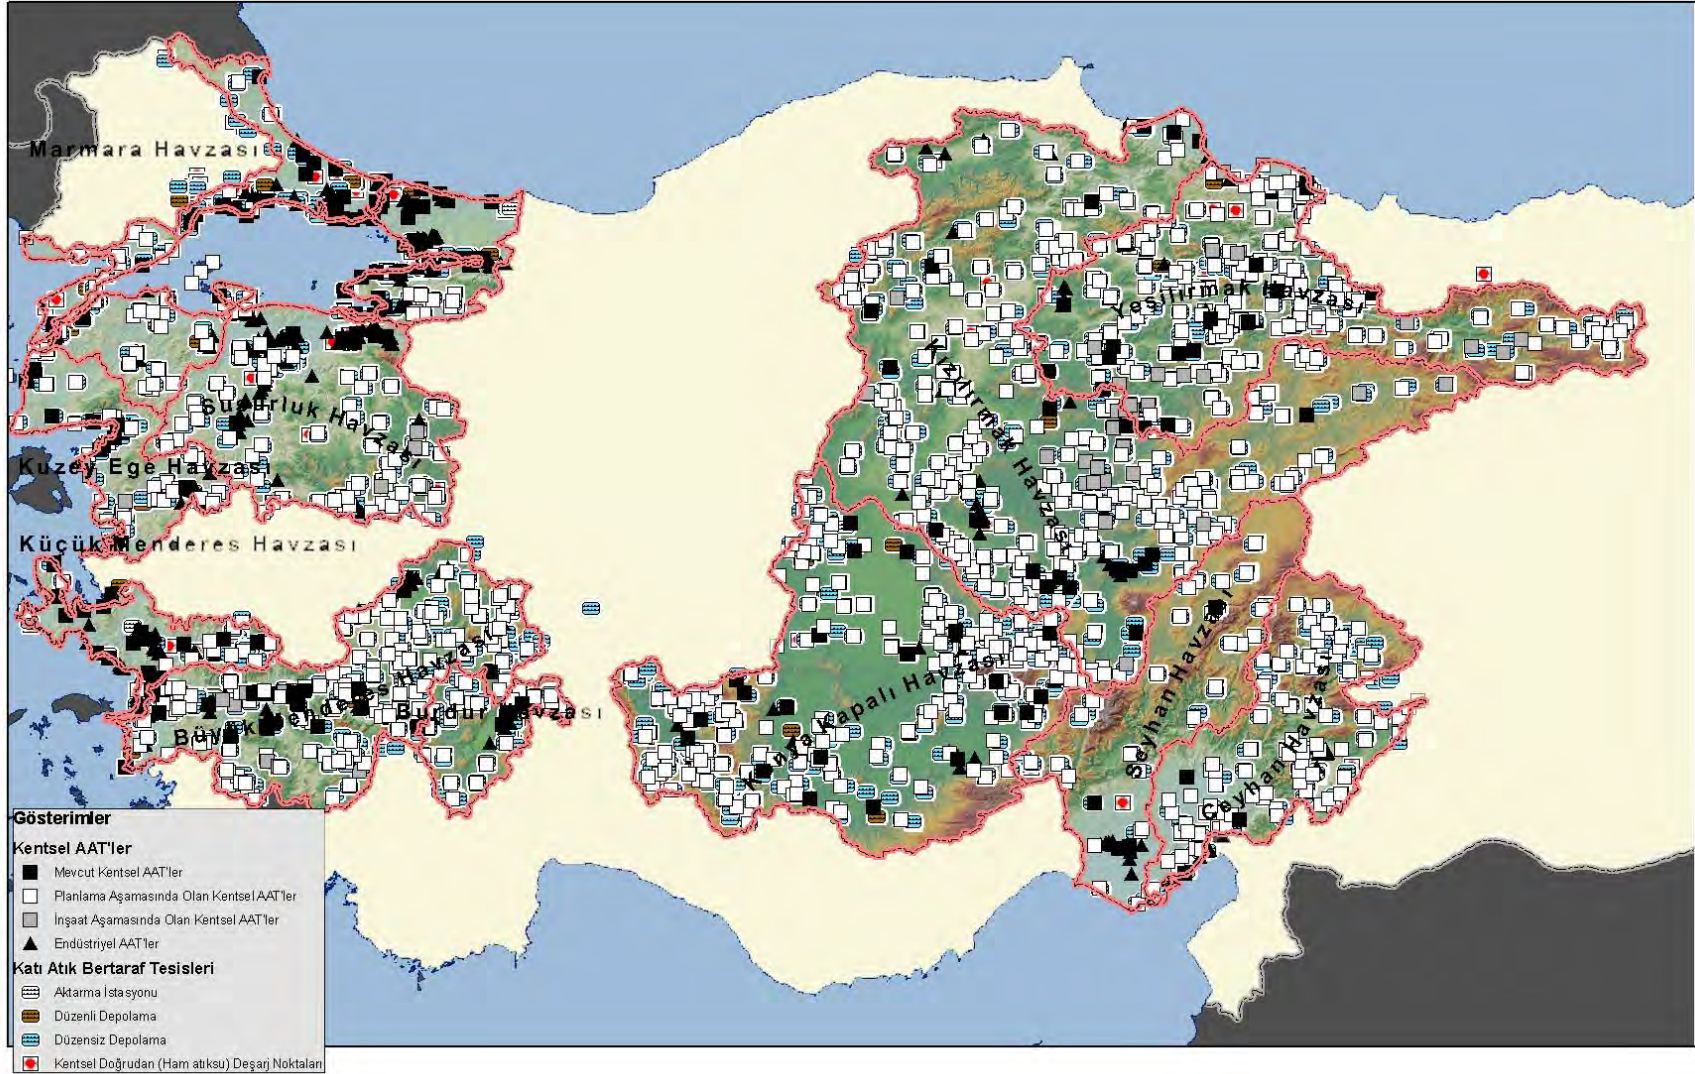 Marmara Havzası
Susurluk Havzası
Kuzey Ege Havzası
Küçük Menderes Havzası
Büyük Menderes Havzası
Burdur Havzası
Konya Kapalı Havzası
Kızılırmak Havzası
Yeşilırmak Havzası
Seyhan Havzası
Ceyhan Havzası
Gösterimler
Kentsel AAT'ler
Mevcut Kentsel AAT'ler
Planlama Aşamasında Olan Kentsel AAT'ler
İnşaat Aşamasında Olan Kentsel AAT'ler
Endüstriyel AAT'ler
Katı Atık Bertaraf Tesisleri
Aktarma İstasyonu
Düzenli Depolama
Düzensiz Depolama
Kentsel Doğrudan (Ham atıksu) Deşarj Noktaları